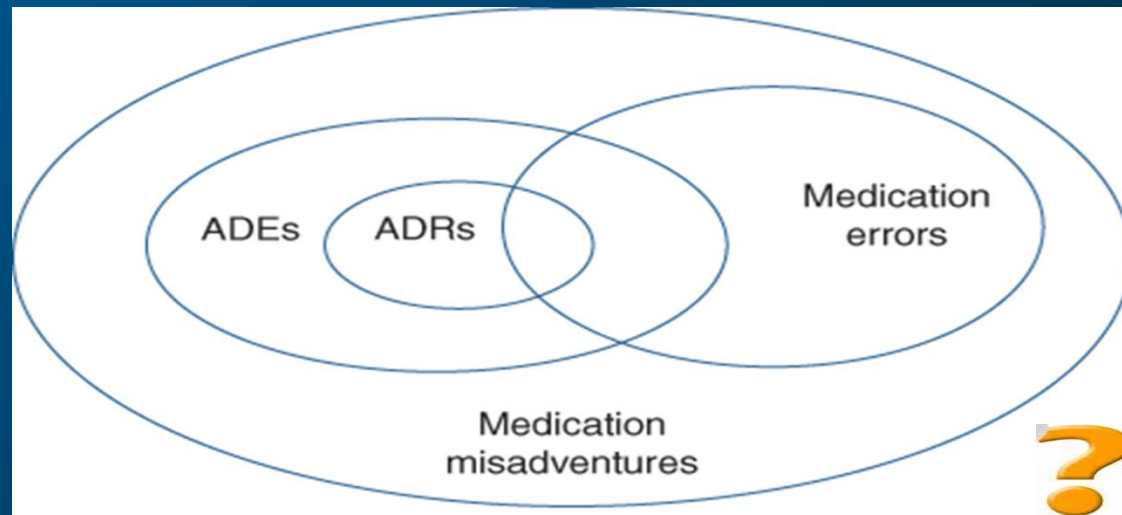 ADEs
ADRs
Medication
errors
Medication
misadventures
?